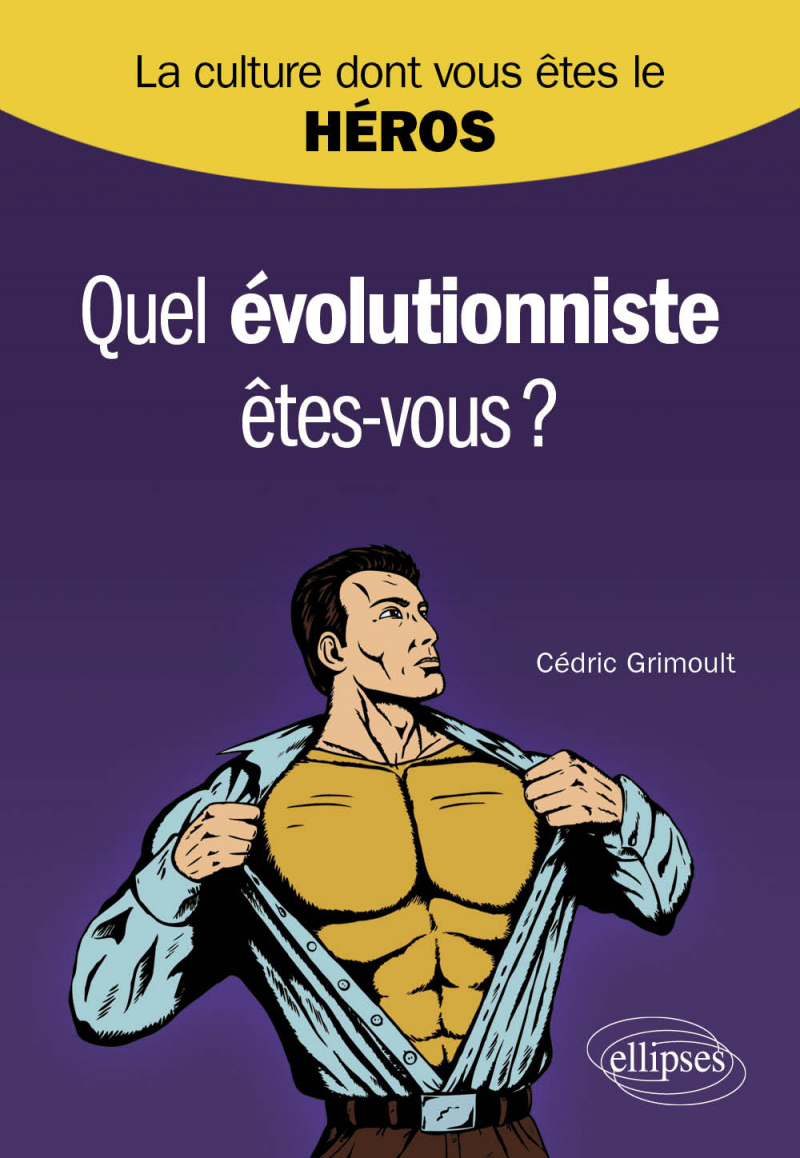 La culture dont vous êtes le
HÉROS
Quel évolutionniste
êtes-vous ?
Cédric Grimoult
ellipses